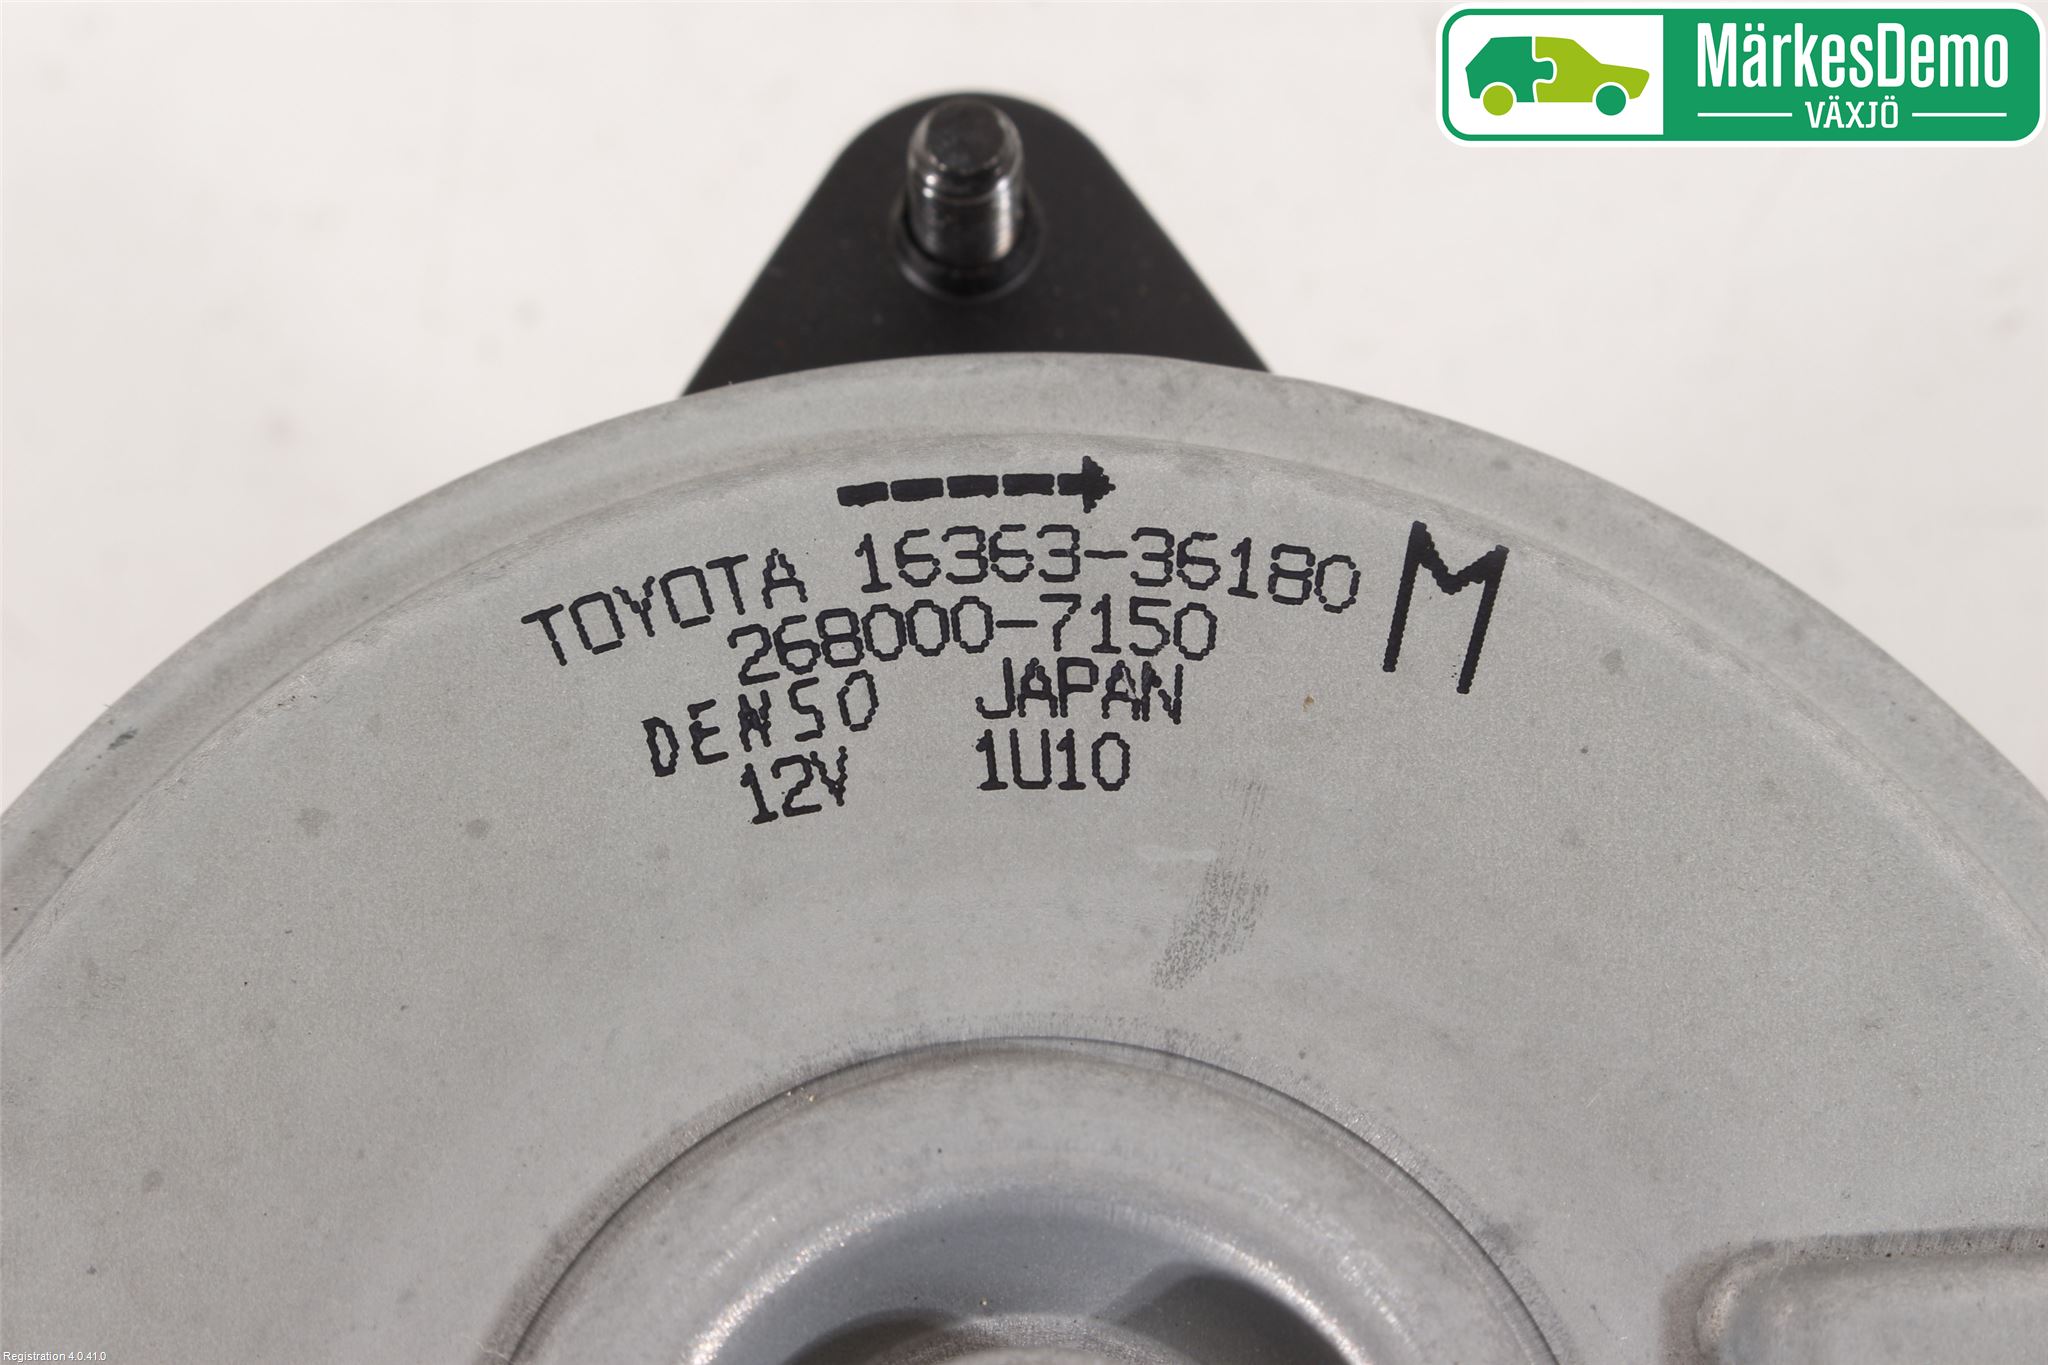 MärkesDemo
VÄXJÖ
TOYOTA 16363-36180 M
268000-7150
DENSO JAPAN
12V 1U10
Registration 4.0.41.0